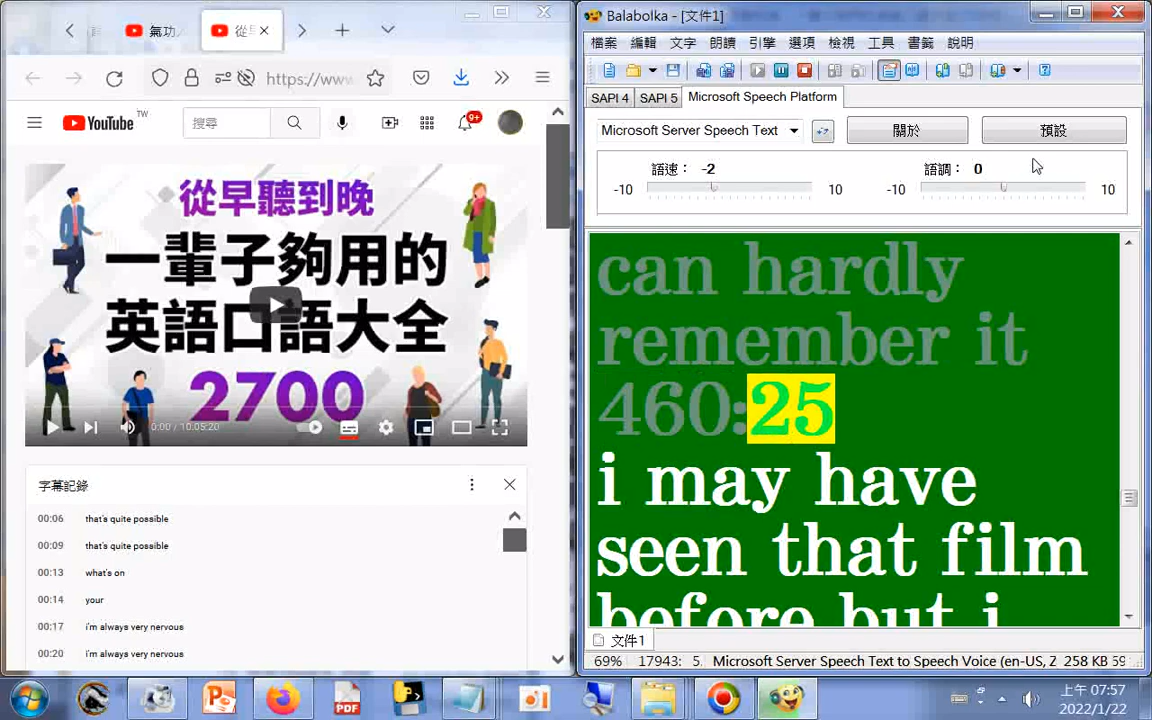 氣功
從
https://www
YouTube TW
搜尋
9+
從早聽到晚
一輩子夠用的
英語口語大全
2700
0:00 / 10:05:20
字幕記錄
00:06 that's quite possible
00:09 that's quite possible
00:13 what's on
00:14 your
00:17 i'm always very nervous
00:20 i'm always very nervous
Balabolka - [文件1]
檔案 編輯 文字 朗讀 引擎 選項 檢視 工具 書籤 說明
SAPI 4 SAPI 5 Microsoft Speech Platform
Microsoft Server Speech Text 關於 預設
語速： -2 語調： 0
-10 10 -10 10
can hardly
remember it
460:25
i may have
seen that film
before but i
文件1
69% 17943: 5. Microsoft Server Speech Text to Speech Voice (en-US, Z 258 KB 59
PDF
上午 07:57
2022/1/22